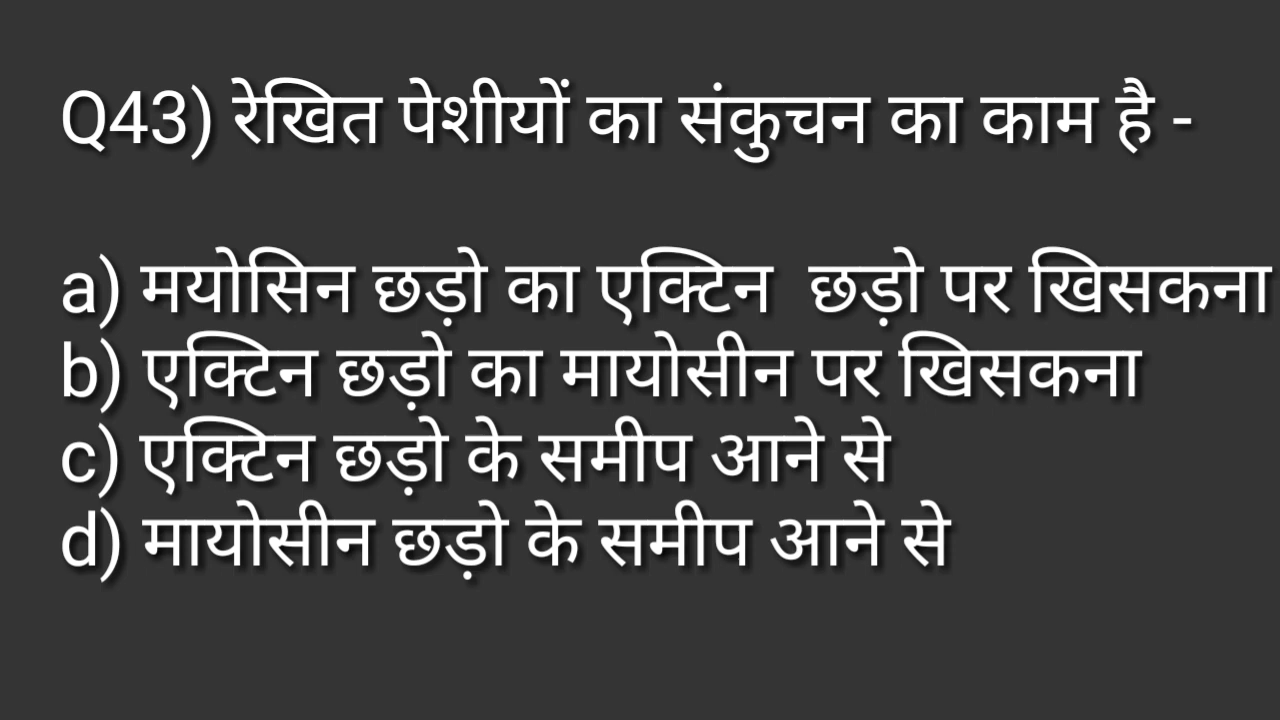 Q43) रेखित पेशीयों का संकुचन का काम है -
a) मयोसिन छड़ो का एक्टिन छड़ो पर खिसकना
b) एक्टिन छड़ो का मायोसीन पर खिसकना
c) एक्टिन छड़ो के समीप आने से
d) मायोसीन छड़ो के समीप आने से